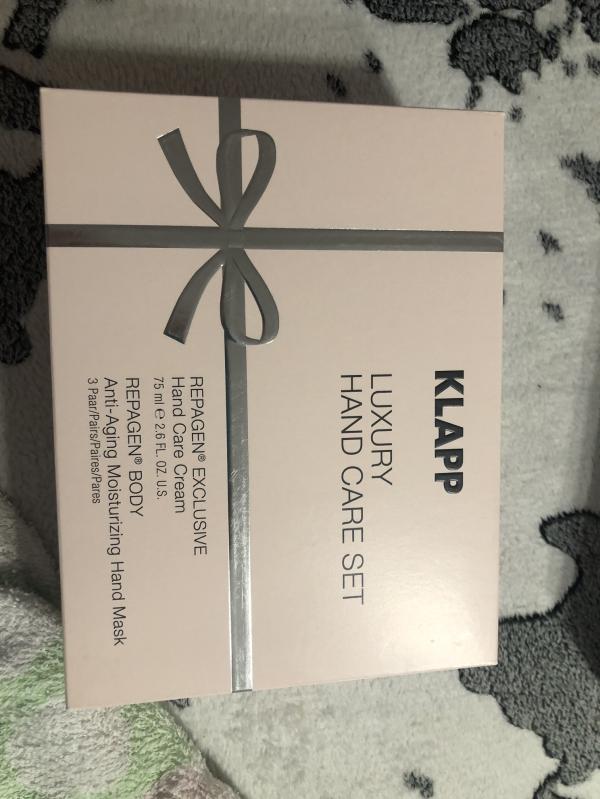 KLAPP
LUXURY
HAND CARE SET
REPAGEN® EXCLUSIVE
Hand Care Cream
75 ml e 2.6 FL. OZ. U.S.
REPAGEN® BODY
Anti-Aging Moisturizing Hand Mask
3 Paar/Pairs/Paires/Pares